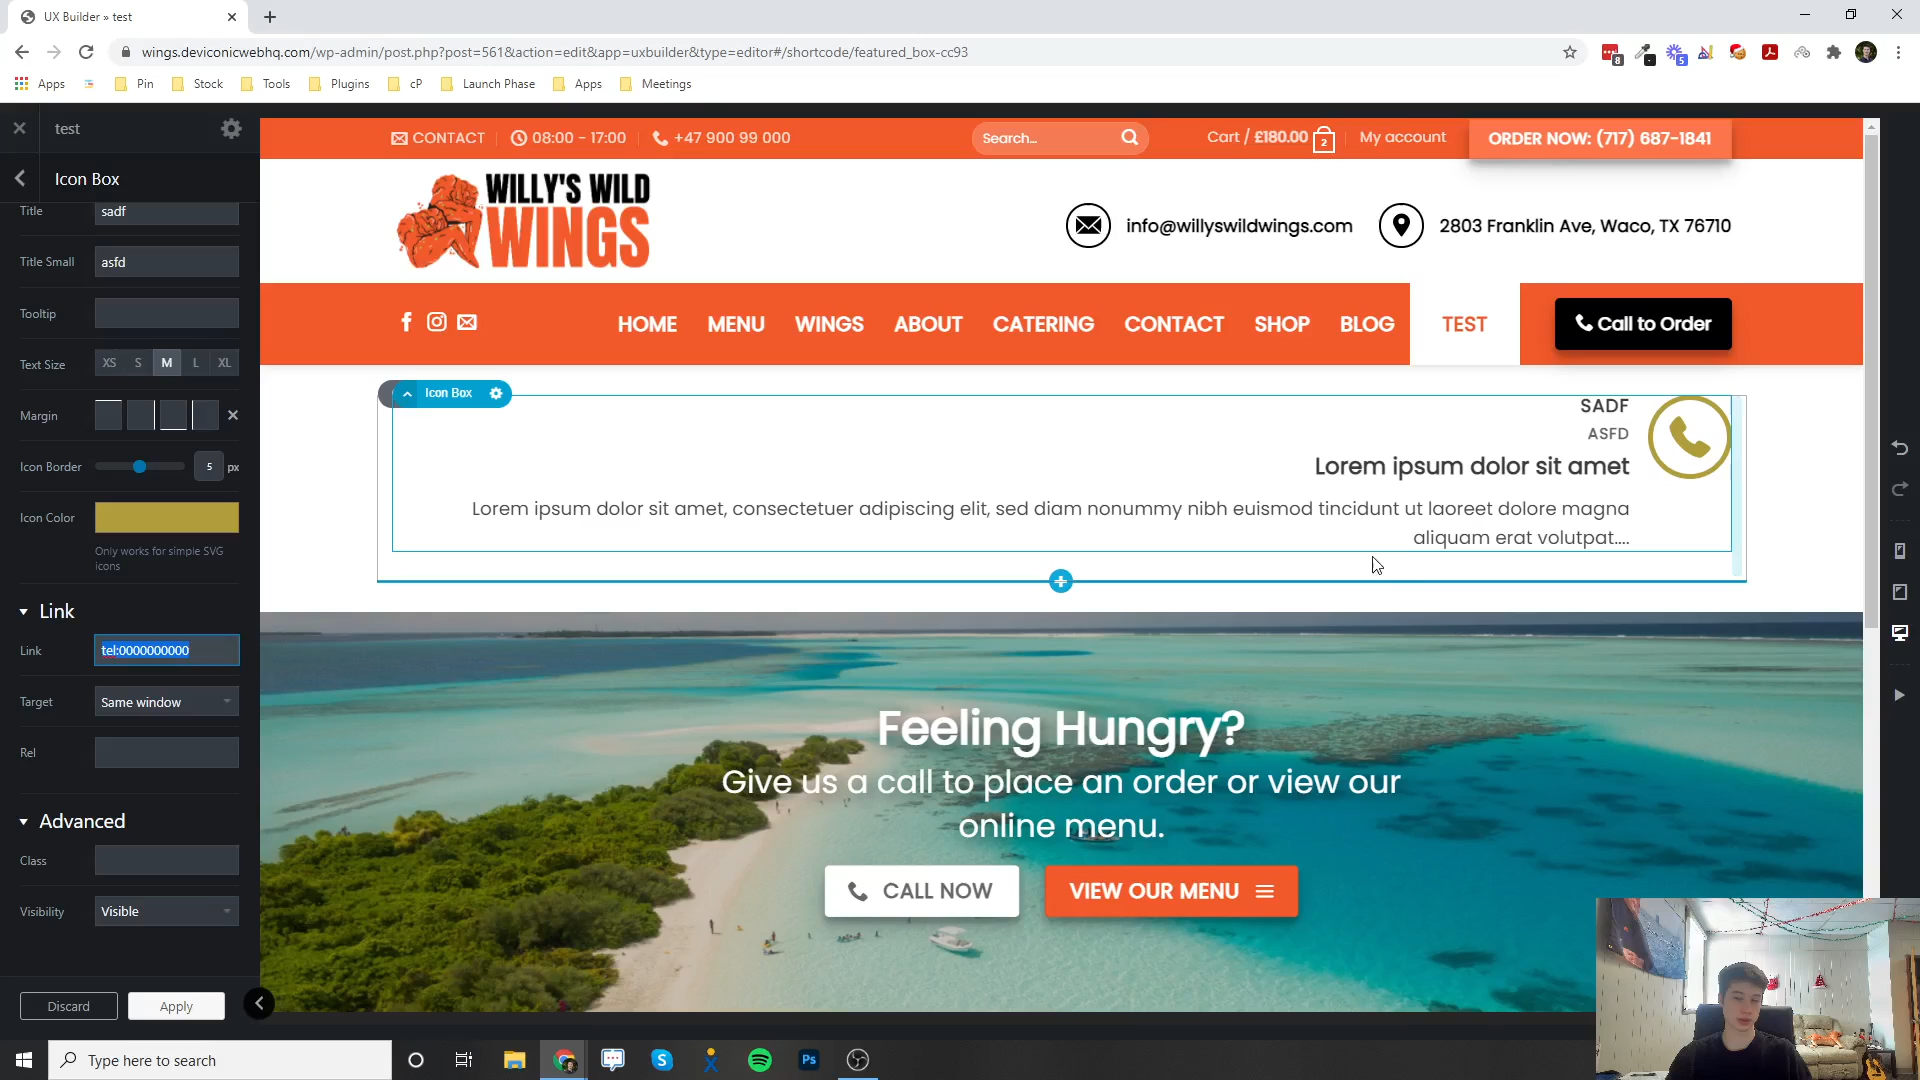 UX Builder » test
wings.deviconicwebhq.com/wp-admin/post.php?post=561&action=edit&app=uxbuilder&type=editor#/shortcode/featured_box-cc93
8
5
Apps
Pin
Stock
Tools
Plugins
cP
Launch Phase
Apps
Meetings
test
Icon Box
Title
sadf
Title Small
asfd
Tooltip
Text Size
XS
S
M
L
XL
Margin
Icon Border
5
px
Icon Color
Only works for simple SVG
icons
Link
Link
tel:0000000000
Target
Same window
Rel
Advanced
Class
Visibility
Visible
Discard
Apply
CONTACT
08:00 - 17:00
+47 900 99 000
Search...
Cart / £180.00
2
My account
ORDER NOW: (717) 687-1841
WILLY'S WILD
WINGS
info@willyswildwings.com
2803 Franklin Ave, Waco, TX 76710
HOME
MENU
WINGS
ABOUT
CATERING
CONTACT
SHOP
BLOG
TEST
Call to Order
Icon Box
SADF
ASFD
Lorem ipsum dolor sit amet
Lorem ipsum dolor sit amet, consectetuer adipiscing elit, sed diam nonummy nibh euismod tincidunt ut laoreet dolore magna
aliquam erat volutpat....
Feeling Hungry?
Give us a call to place an order or view our
online menu.
CALL NOW
VIEW OUR MENU
Type here to search
S
Ps